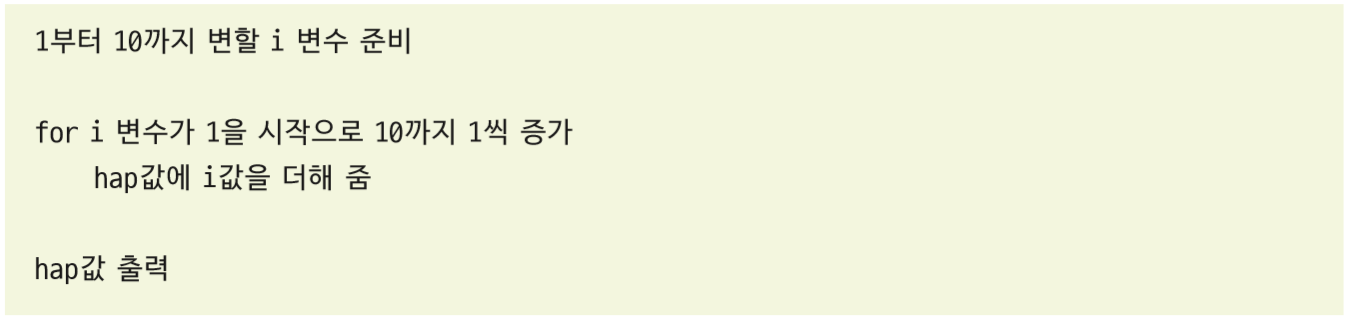 1부터 10까지 변할 i 변수 준비
for i 변수가 1을 시작으로 10까지 1씩 증가
hap값에 i값을 더해 줌
hap값 출력